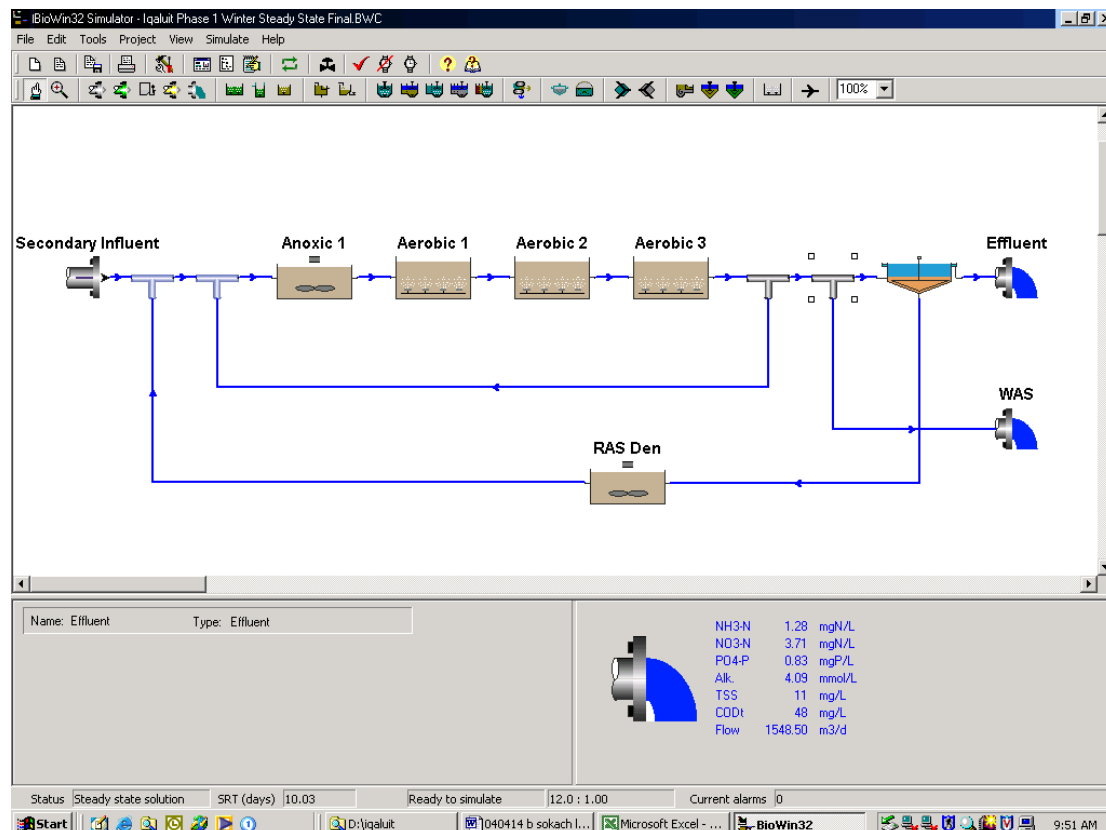 BioWin32 Simulator - Iqaluit Phase 1 Winter Steady State Final.BWC
File Edit Tools Project View Simulate Help
100%
Secondary Influent Anoxic 1 Aerobic 1 Aerobic 2 Aerobic 3 Effluent
WAS
RAS Den
Name: Effluent Type: Effluent
NH3-N 1.28 mgN/L
NO3-N 3.71 mgN/L
PO4-P 0.83 mgP/L
Alk. 4.09 mmol/L
TSS 11 mg/L
CODt 48 mg/L
Flow 1548.50 m3/d
Status Steady state solution SRT (days) 10.03 Ready to simulate 12.0 : 1.00 Current alarms 0
Start D:\iqaluit 040414 b sokach l... Microsoft Excel - ... BioWin32 9:51 AM